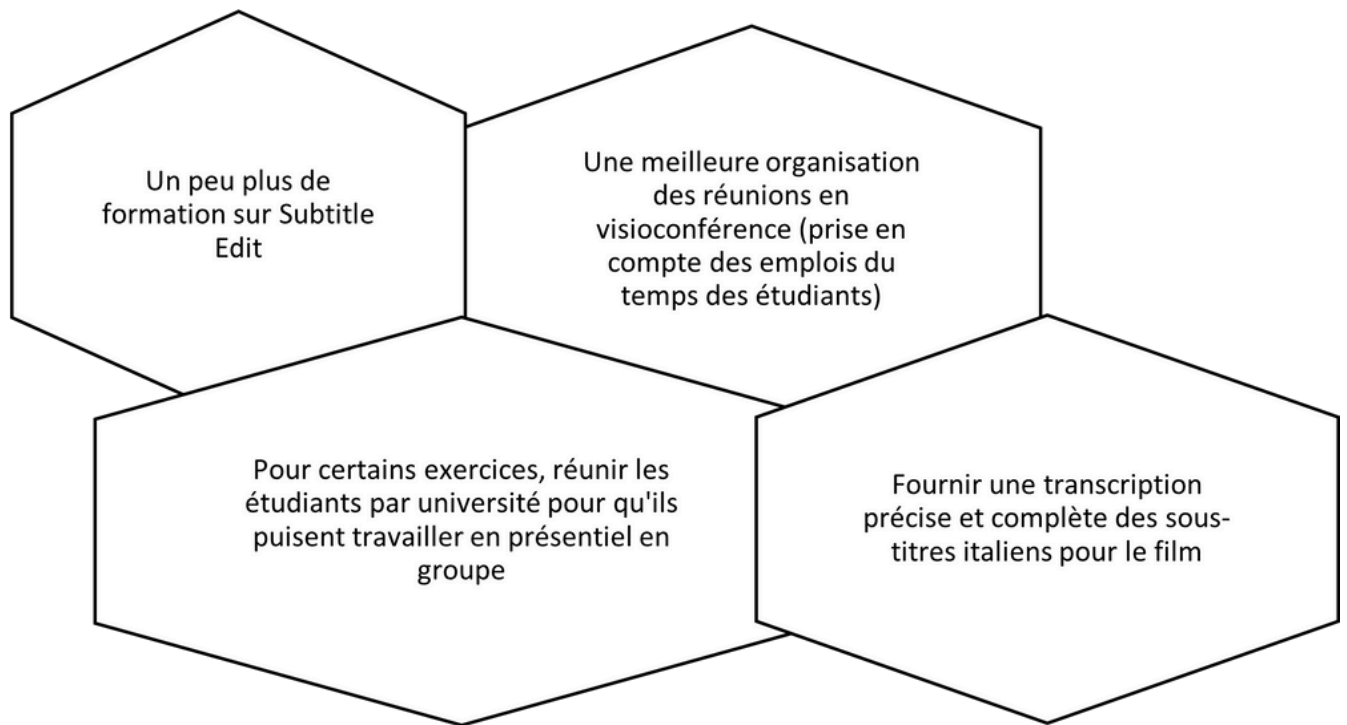 Un peu plus de
formation sur Subtitle
Edit
Une meilleure organisation
des réunions en
visioconférence (prise en
compte des emplois du
temps des étudiants)
Pour certains exercices, réunir les
étudiants par université pour qu'ils
puisent travailler en présentiel en
groupe
Fournir une transcription
précise et complète des sous-
titres italiens pour le film